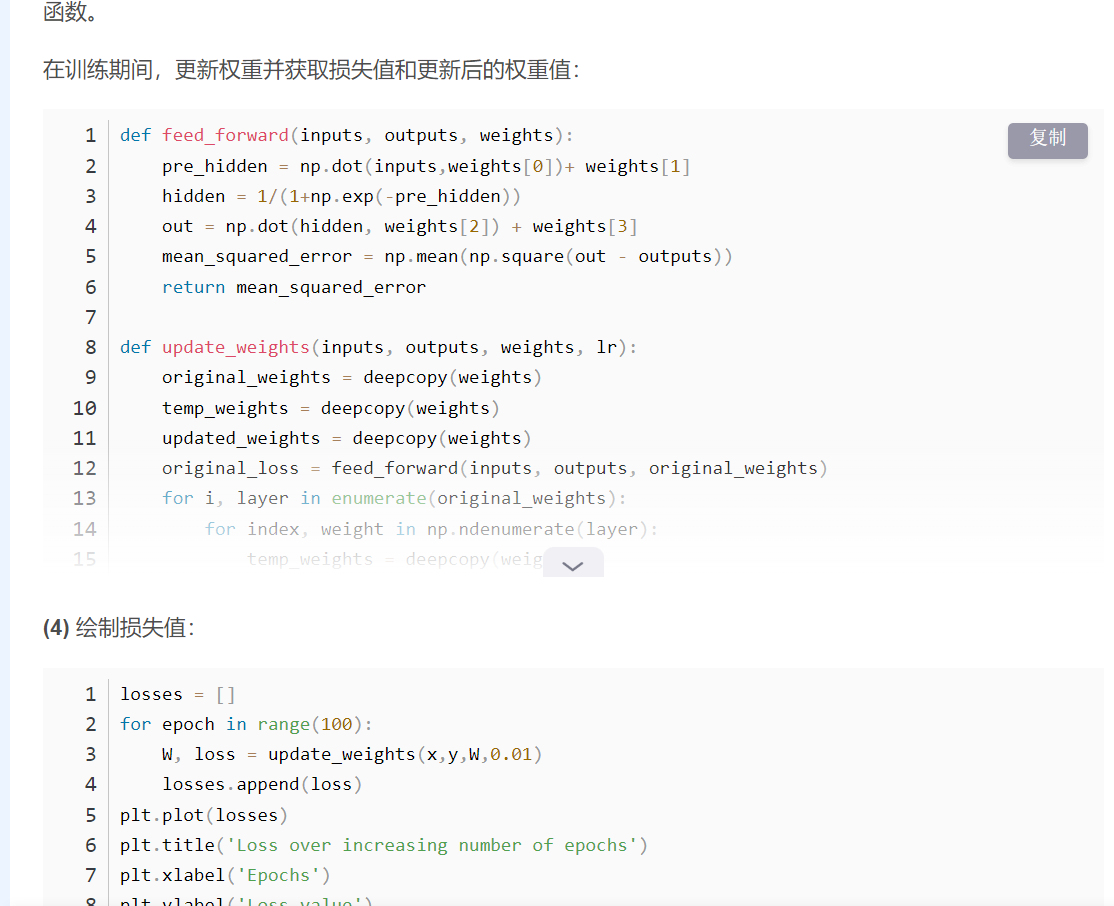 函数。
在训练期间，更新权重并获取损失值和更新后的权重值：
复制
1 def feed_forward(inputs, outputs, weights):
2     pre_hidden = np.dot(inputs,weights[0])+ weights[1]
3     hidden = 1/(1+np.exp(-pre_hidden))
4     out = np.dot(hidden, weights[2]) + weights[3]
5     mean_squared_error = np.mean(np.square(out - outputs))
6     return mean_squared_error
7
8 def update_weights(inputs, outputs, weights, lr):
9     original_weights = deepcopy(weights)
10     temp_weights = deepcopy(weights)
11     updated_weights = deepcopy(weights)
12     original_loss = feed_forward(inputs, outputs, original_weights)
13     for i, layer in enumerate(original_weights):
14         for index, weight in np.ndenumerate(layer):
15             temp_weights = deepcopy(weig
(4) 绘制损失值：
1 losses = []
2 for epoch in range(100):
3     W, loss = update_weights(x,y,W,0.01)
4     losses.append(loss)
5 plt.plot(losses)
6 plt.title('Loss over increasing number of epochs')
7 plt.xlabel('Epochs')
8 plt.ylabel('Loss value')